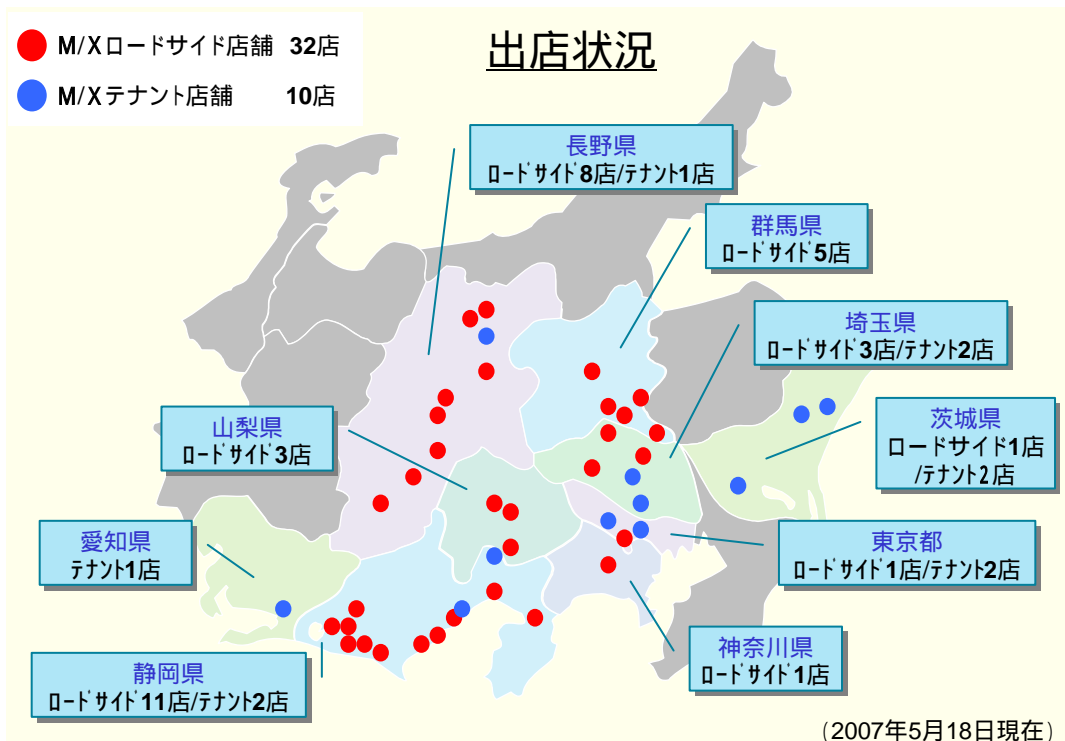 出店状況
M/Xロードサイド店舗 32店
M/Xテナント店舗 10店
長野県
ﾛｰﾄﾞｻｲﾄﾞ8店/ﾃﾅﾝﾄ1店
群馬県
ﾛｰﾄﾞｻｲﾄﾞ5店
埼玉県
ﾛｰﾄﾞｻｲﾄﾞ3店/ﾃﾅﾝﾄ2店
山梨県
ﾛｰﾄﾞｻｲﾄﾞ3店
茨城県
ロードサイド1店
/テナント2店
愛知県
ﾃﾅﾝﾄ1店
東京都
ﾛｰﾄﾞｻｲﾄﾞ1店/ﾃﾅﾝﾄ2店
神奈川県
ﾛｰﾄﾞｻｲﾄﾞ1店
静岡県
ﾛｰﾄﾞｻｲﾄﾞ11店/ﾃﾅﾝﾄ2店
(2007年5月18日現在)